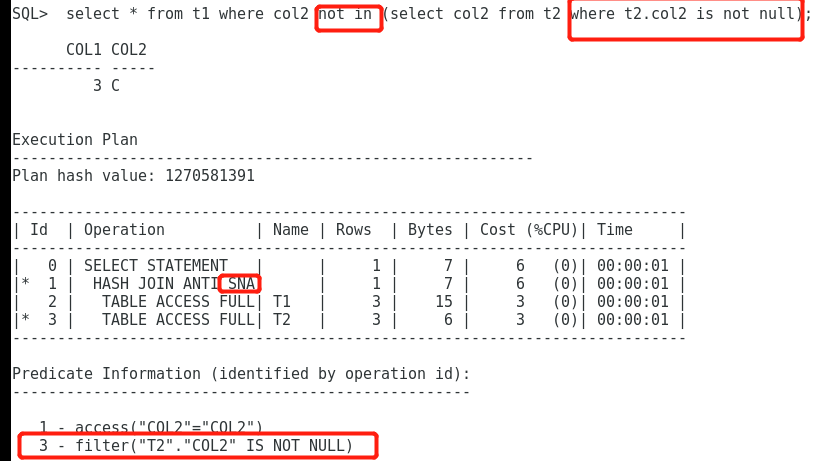 SQL>  select * from t1 where col2 not in (select col2 from t2 where t2.col2 is not null);
      COL1 COL2
---------- -----
         3 C
Execution Plan
----------------------------------------------------------
Plan hash value: 1270581391
---------------------------------------------------------------------------
| Id  | Operation          | Name | Rows  | Bytes | Cost (%CPU)| Time     |
---------------------------------------------------------------------------
|   0 | SELECT STATEMENT   |      |     1 |     7 |     6   (0)| 00:00:01 |
|*  1 |  HASH JOIN ANTI SNA|      |     1 |     7 |     6   (0)| 00:00:01 |
|   2 |   TABLE ACCESS FULL| T1   |     3 |    15 |     3   (0)| 00:00:01 |
|*  3 |   TABLE ACCESS FULL| T2   |     3 |     6 |     3   (0)| 00:00:01 |
---------------------------------------------------------------------------
Predicate Information (identified by operation id):
---------------------------------------------------
   1 - access("COL2"="COL2")
   3 - filter("T2"."COL2" IS NOT NULL)